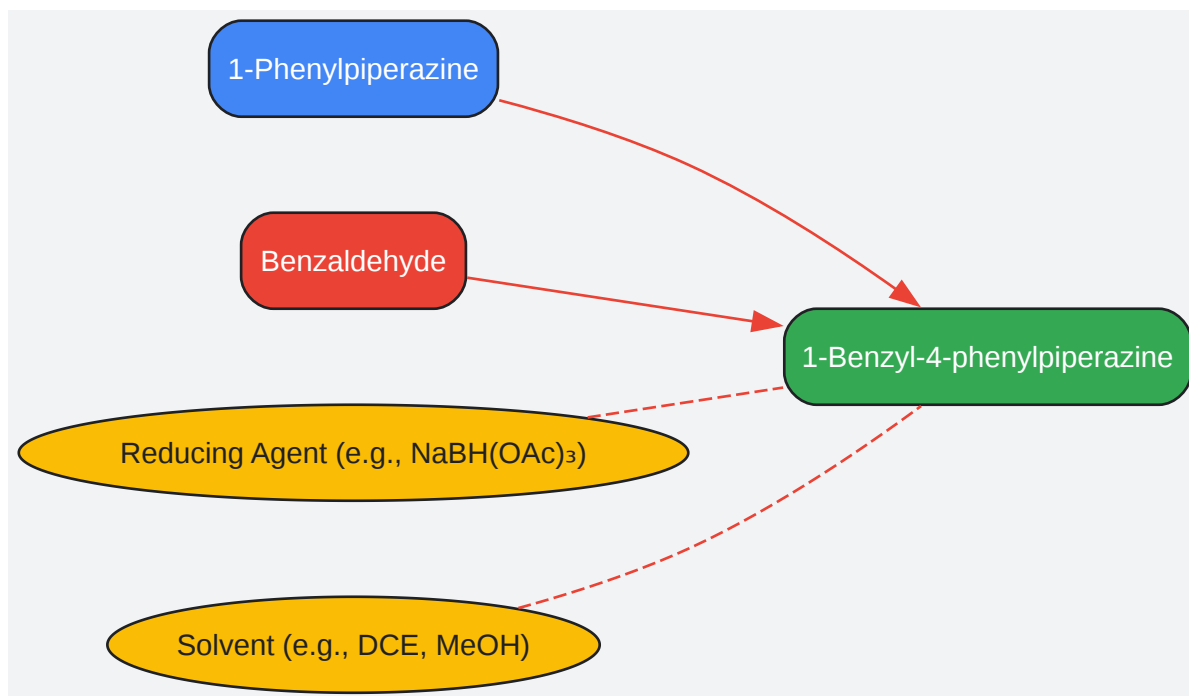 1-Phenylpiperazine
Benzaldehyde
1-Benzyl-4-phenylpiperazine
Reducing Agent (e.g., NaBH(OAc)₃)
Solvent (e.g., DCE, MeOH)